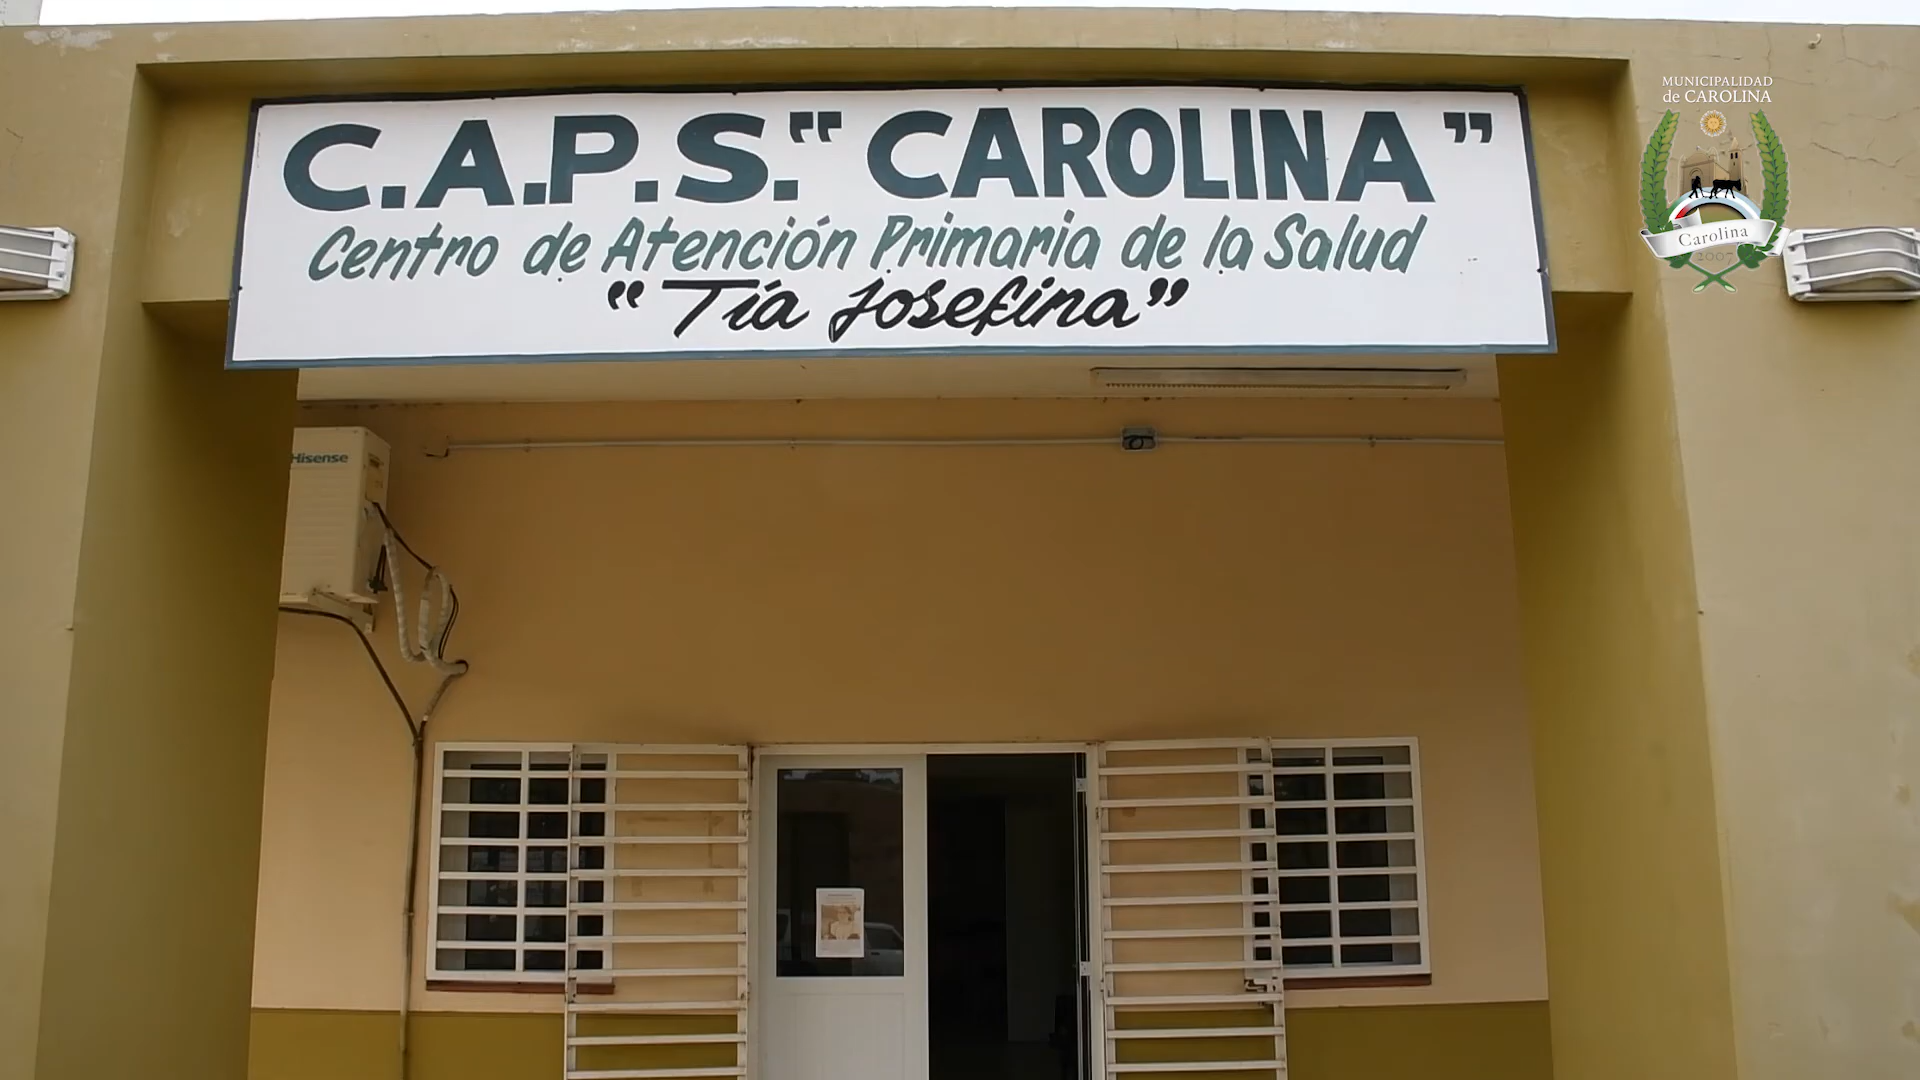 C.A.P.S. "CAROLINA"
Centro de Atención Primaria de la Salud
"Tía Josefina"
MUNICIPALIDAD
de CAROLINA
Carolina
2007
Hisense